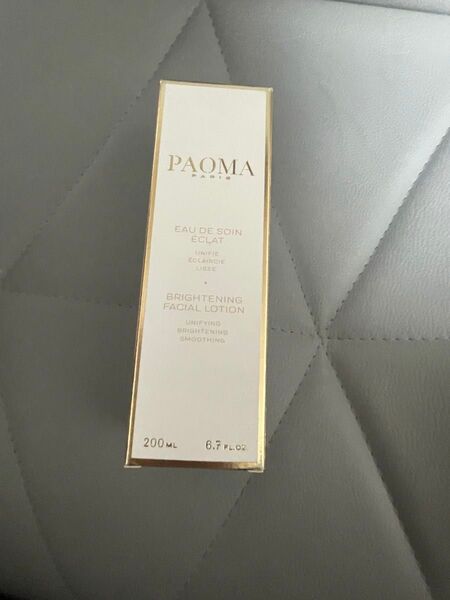 PAOMA
PARIS
EAU DE SOIN
ÉCLAT
UNIFIE
ÉCLAIRCIE
LISSE
BRIGHTENING
FACIAL LOTION
UNIFYING
BRIGHTENING
SMOOTHING
200 ML 6.7 FL.OZ.